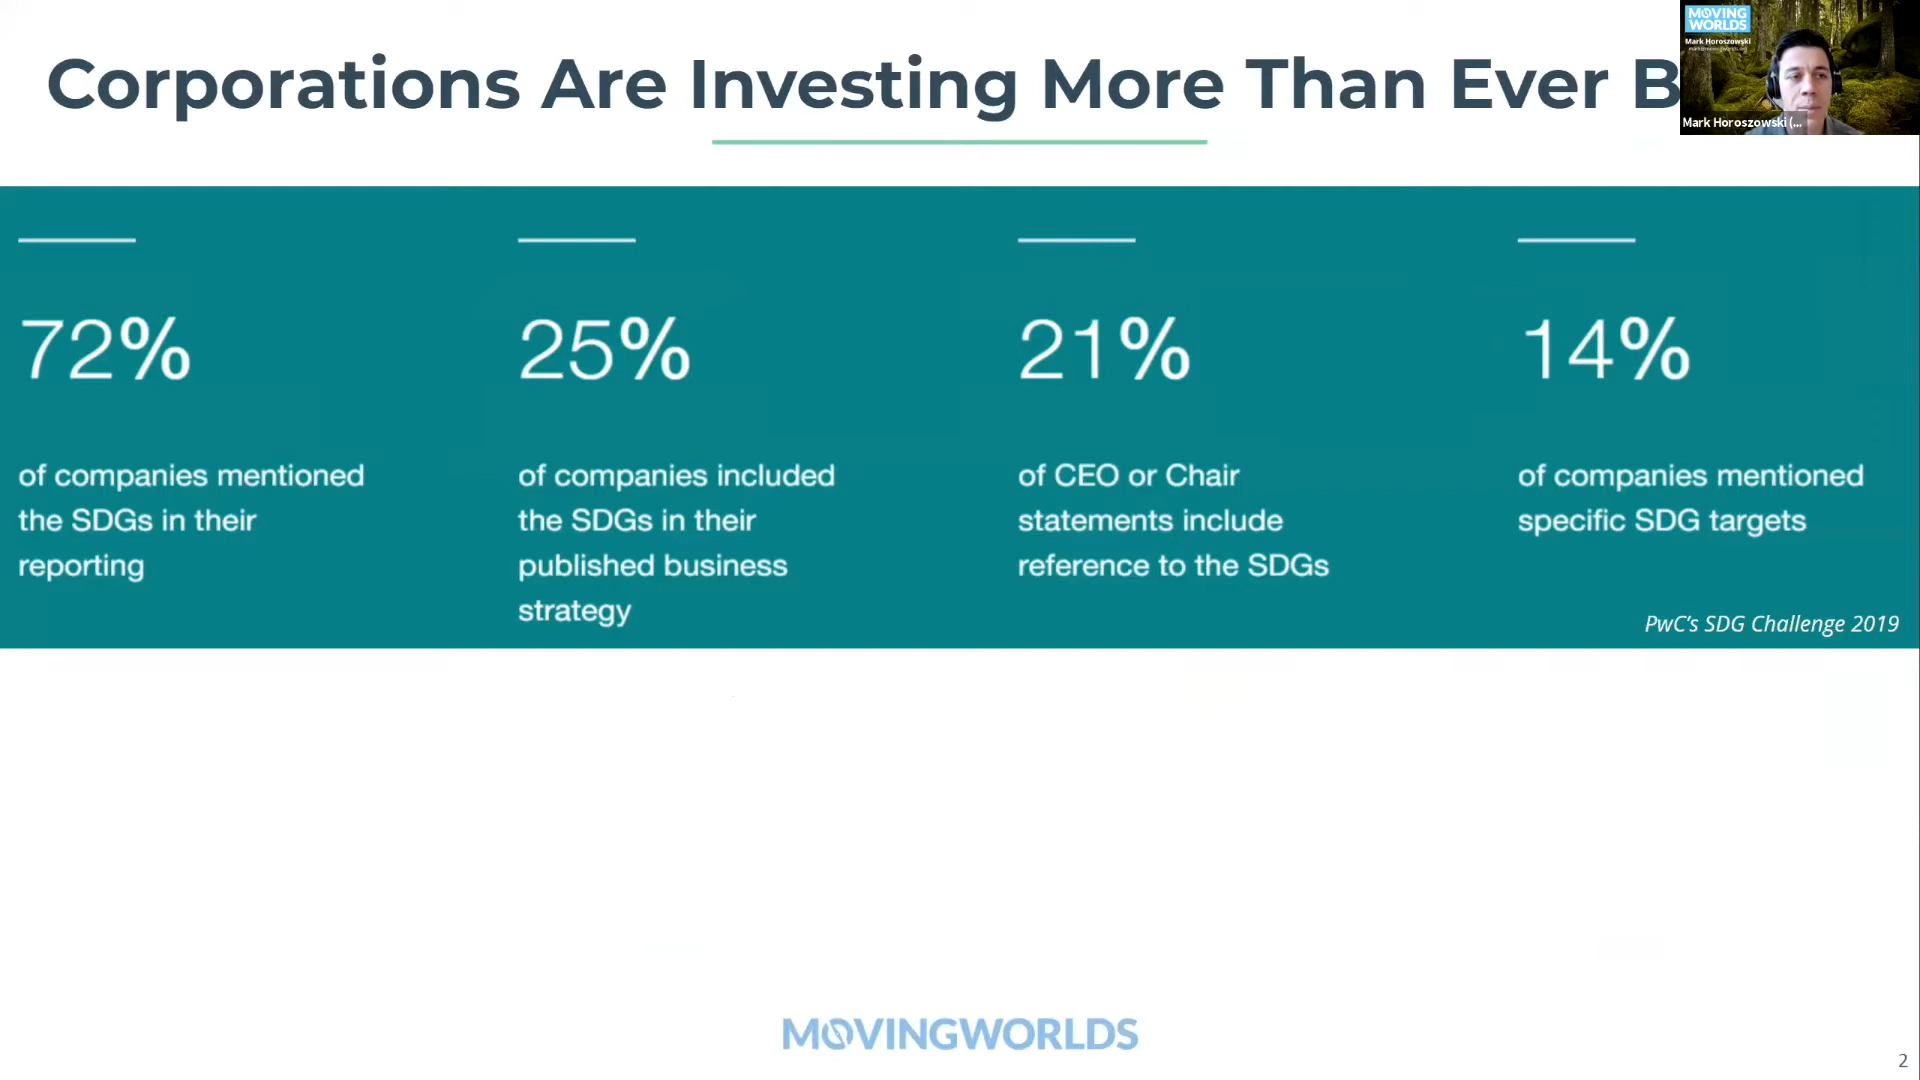 Corporations Are Investing More Than Ever B
MOVING
WORLDS
Mark Horoszowski
Mark Horoszowski (...
72%
of companies mentioned
the SDGs in their
reporting
25%
of companies included
the SDGs in their
published business
strategy
21%
of CEO or Chair
statements include
reference to the SDGs
14%
of companies mentioned
specific SDG targets
PwC's SDG Challenge 2019
MOVINGWORLDS
2